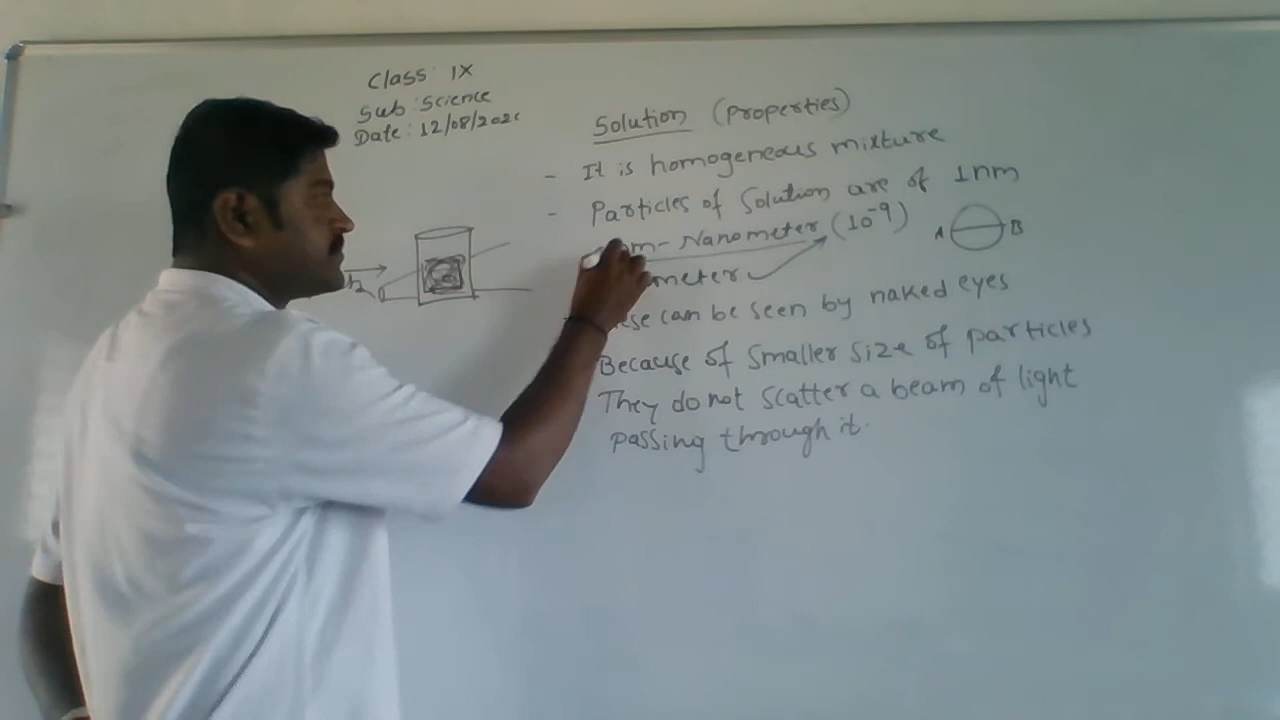 Class: IX
Sub: Science
Date: 12/08/202
Solution (Properties)
- It is homogeneous mixture
- Particles of Solution are of 1nm
nm - Nanometer (10-9)
A B
meter
can be seen by naked eyes
Because of smaller size of particles
They do not scatter a beam of light
passing through it.